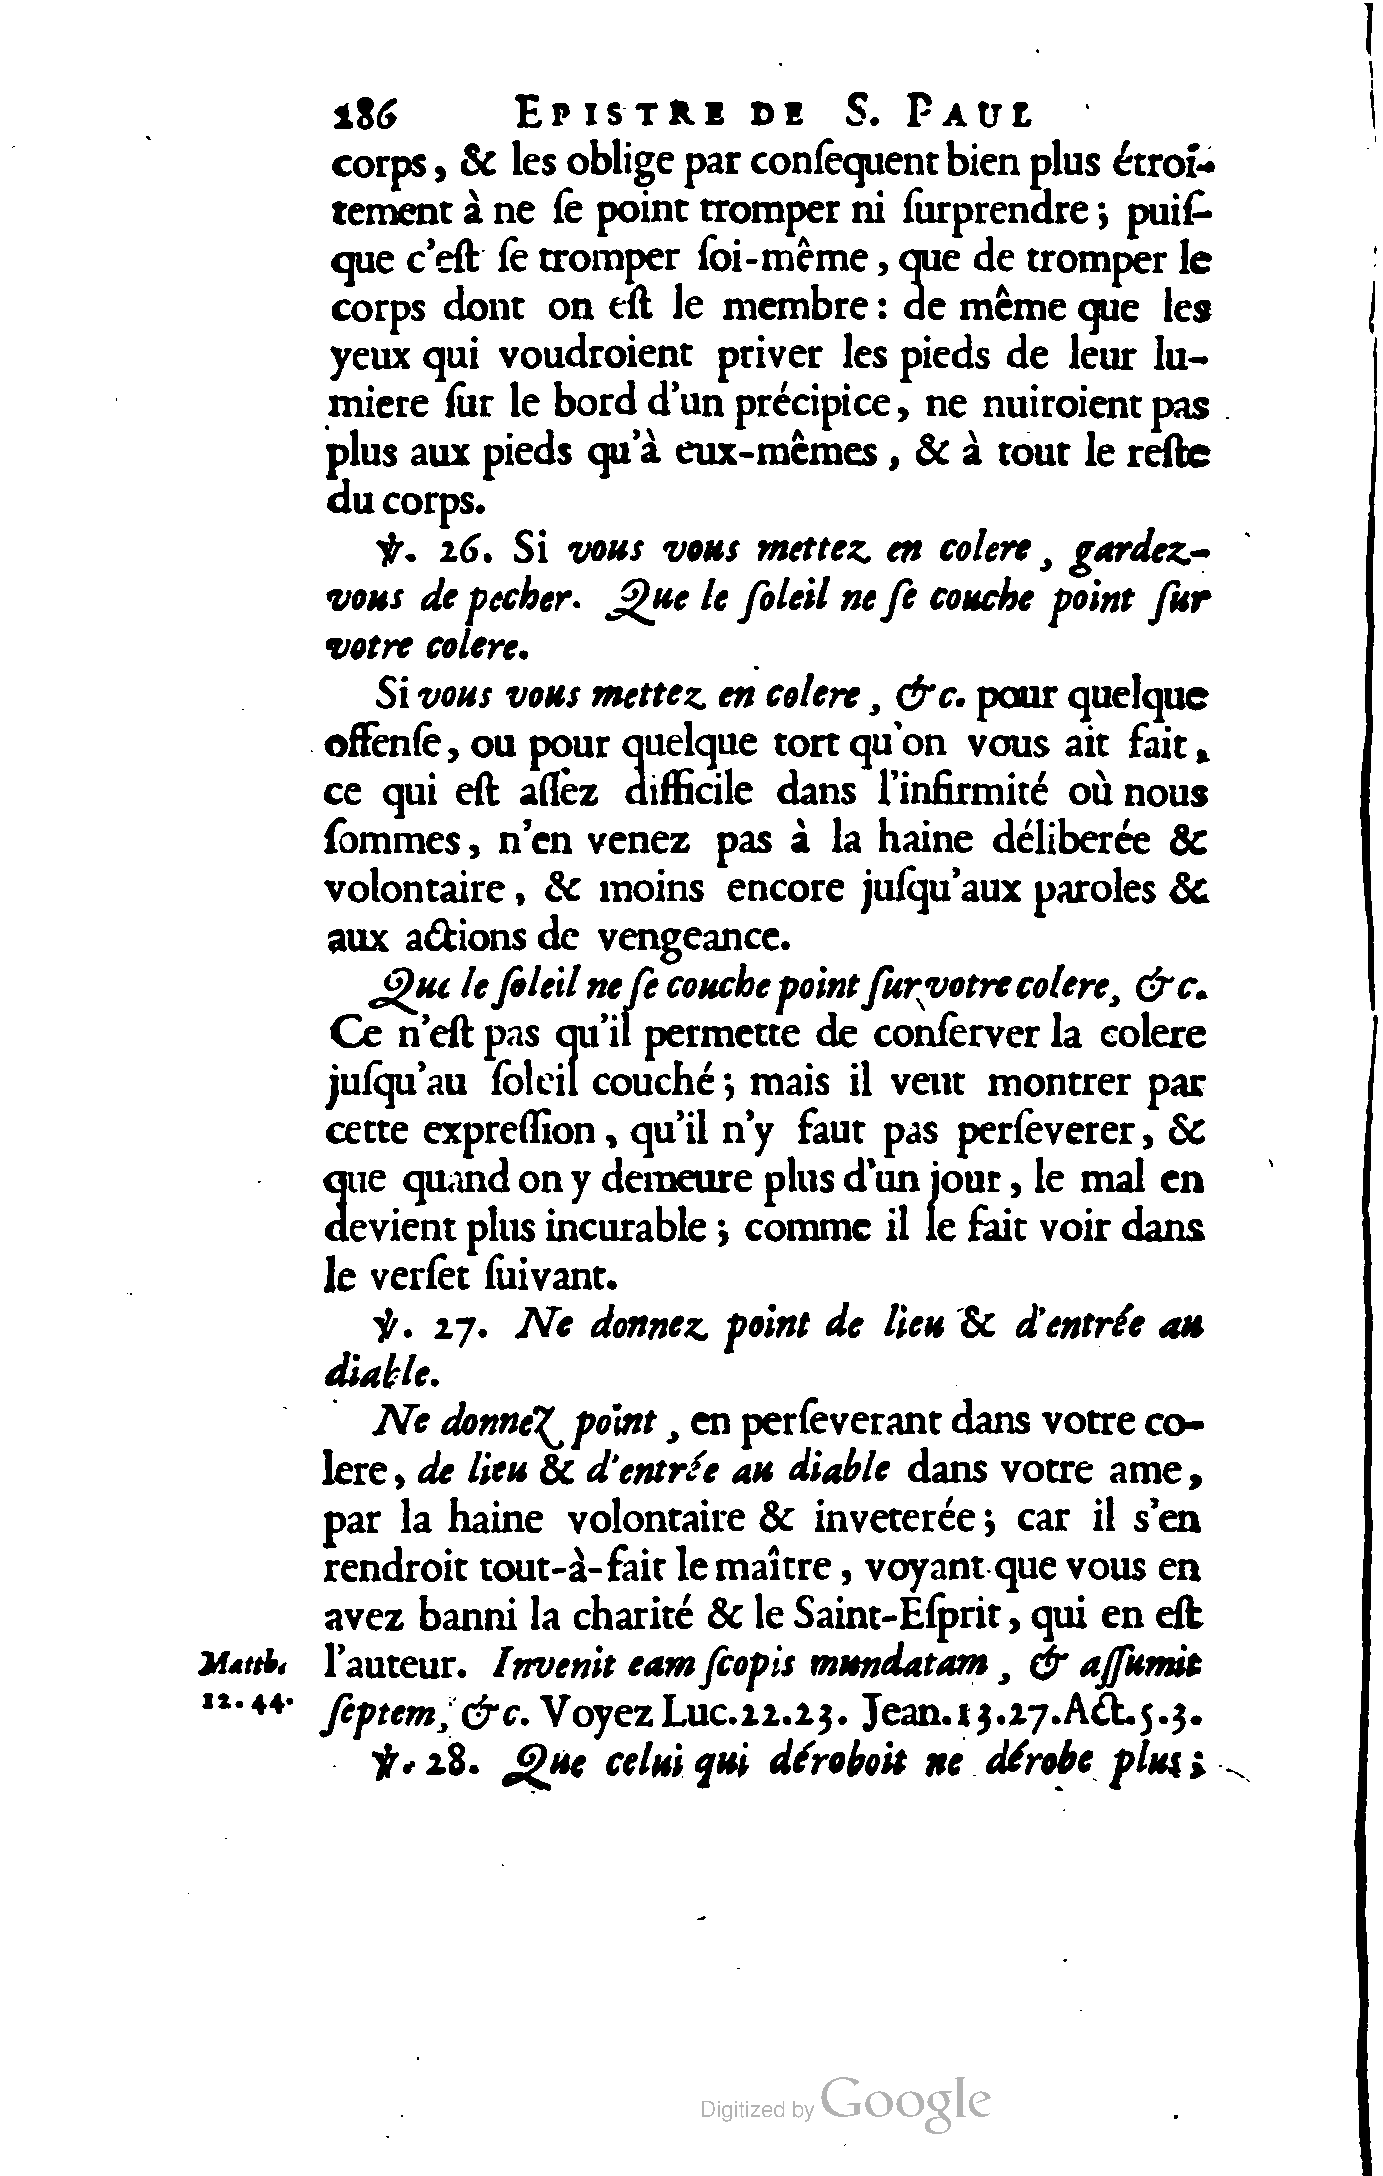 186 EPISTRE DE S. PAUL
corps, & les oblige par conſequent bien plus étroi-
tement à ne ſe point tromper ni ſurprendre; puiſ-
que c'eſt ſe tromper ſoi-même, que de tromper le
corps dont on eſt le membre: de même que les
yeux qui voudroient priver les pieds de leur lu-
miere ſur le bord d'un précipice, ne nuiroient pas
plus aux pieds qu'à eux-mêmes, & à tout le reſte
du corps.
℣. 26. Si vous vous mettez en colere, gardez-
vous de pecher. Que le ſoleil ne ſe couche point ſur
votre colere.
Si vous vous mettez en colere, &c. pour quelque
offenſe, ou pour quelque tort qu'on vous ait fait,
ce qui eſt aſſez difficile dans l'infirmité où nous
ſommes, n'en venez pas à la haine déliberée &
volontaire, & moins encore juſqu'aux paroles &
aux actions de vengeance.
Que le ſoleil ne ſe couche point ſur votre colere, &c.
Ce n'eſt pas qu'il permette de conſerver la colere
juſqu'au ſoleil couché; mais il veut montrer par
cette expreſſion, qu'il n'y faut pas perſeverer, &
que quand on y demeure plus d'un jour, le mal en
devient plus incurable; comme il le fait voir dans
le verſet ſuivant.
℣. 27. Ne donnez point de lieu & d'entrée au
diable.
Ne donnez point, en perſeverant dans votre co-
lere, de lieu & d'entrée au diable dans votre ame,
par la haine volontaire & inveterée; car il s'en
rendroit tout-à-fait le maître, voyant que vous en
avez banni la charité & le Saint-Eſprit, qui en eſt
Matth. l'auteur. Invenit eam ſcopis mundatam, & aſſumit
12.44. ſeptem, &c. Voyez Luc.22.23. Jean.13.27.Act.5.3.
℣. 28. Que celui qui déroboit ne dérobe plus;
Digitized by Google